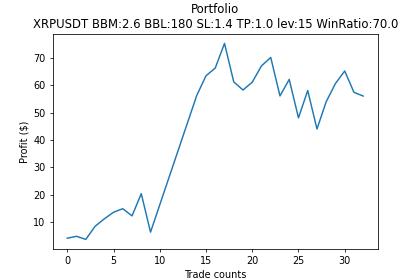 Portfolio
XRPUSDT BBM:2.6 BBL:180 SL:1.4 TP:1.0 lev:15 WinRatio:70.0
70
60
50
40
30
20
10
Profit ($)
0 5 10 15 20 25 30
Trade counts